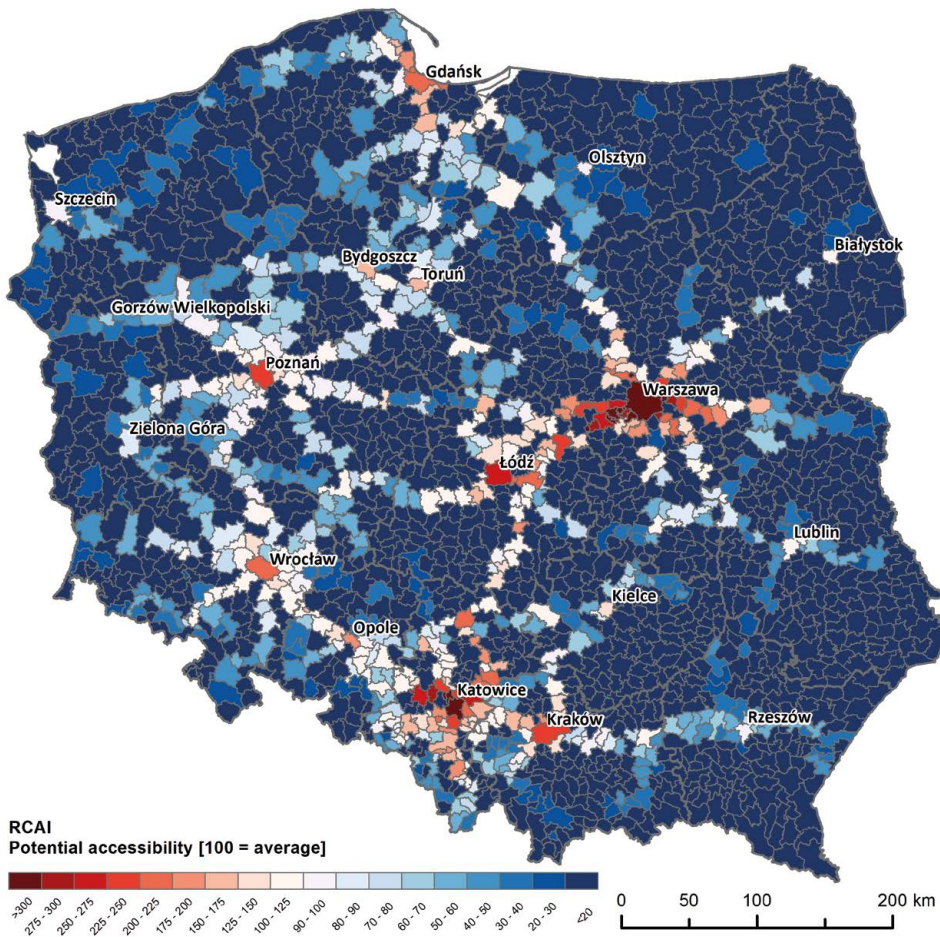 Gdańsk
Olsztyn
Szczecin
Białystok
Bydgoszcz
Toruń
Gorzów Wielkopolski
Poznań
Warszawa
Zielona Góra
Łódź
Lublin
Wrocław
Kielce
Opole
Katowice
Kraków
Rzeszów
RCAI
Potential accessibility [100 = average]
>300
275 - 300
250 - 275
225 - 250
200 - 225
175 - 200
150 - 175
125 - 150
100 - 125
90 - 100
80 - 90
70 - 80
60 - 70
50 - 60
40 - 50
30 - 40
20 - 30
<20
0 50 100 200 km